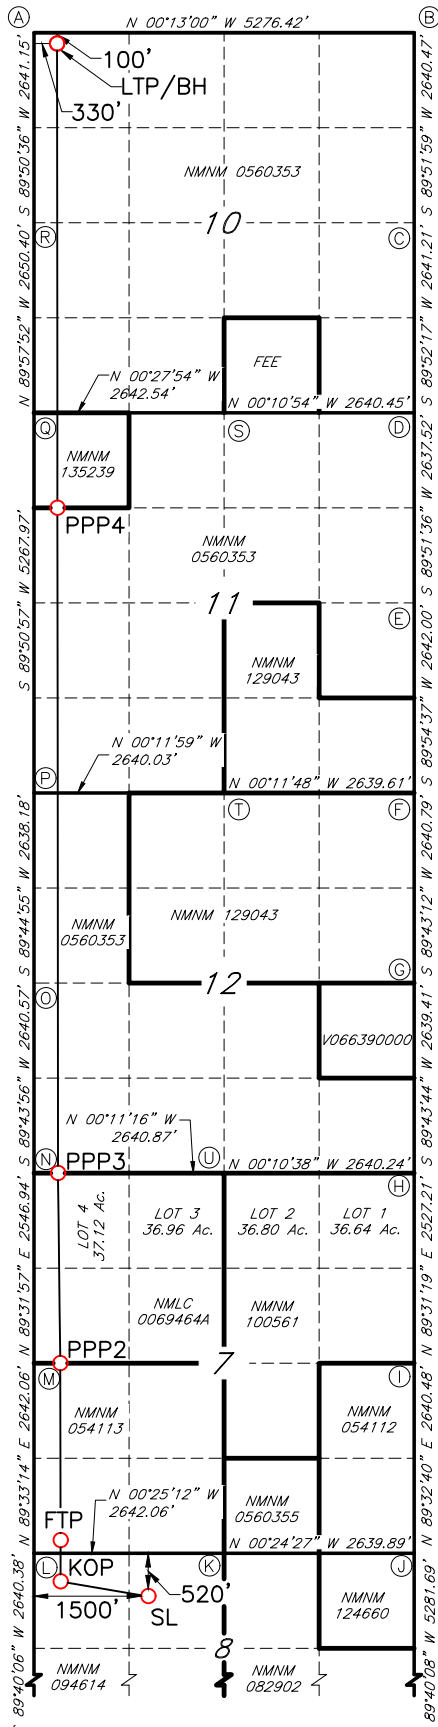 A
N 00°13'00" W 5276.42'
B
100'
LTP/BH
330'
S 89°50'36" W 2641.15'
S 89°51'59" W 2640.47'
NMNM 0560353
10
R
C
N 89°57'52" W 2650.40'
S 89°52'17" W 2641.21'
FEE
N 00°27'54" W
2642.54'
N 00°10'54" W 2640.45'
Q
S
D
NMNM
135239
PPP4
NMNM
0560353
S 89°50'57" W 5267.97'
S 89°51'36" W 2637.52'
11
E
NMNM
129043
S 89°54'37" W 2642.00'
N 00°11'59" W
2640.03'
N 00°11'48" W 2639.61'
P
T
F
S 89°44'55" W 2638.18'
S 89°43'12" W 2640.79'
NMNM
0560353
NMNM 129043
12
G
O
V066390000
S 89°43'56" W 2640.57'
S 89°43'44" W 2639.41'
N 00°11'16" W
2640.87'
N 00°10'38" W 2640.24'
N
PPP3
U
H
LOT 4
37.12 Ac.
LOT 3
36.96 Ac.
LOT 2
36.80 Ac.
LOT 1
36.64 Ac.
N 89°31'57" E 2546.94'
N 89°31'19" E 2527.21'
NMLC
0069464A
NMNM
100561
PPP2
7
M
I
NMNM
054113
NMNM
054112
N 89°33'14" E 2642.06'
N 89°32'40" E 2640.48'
N 00°25'12" W
2642.06'
NMNM
0560355
N 00°24'27" W 2639.89'
FTP
L
KOP
K
J
520'
1500'
SL
NMNM
124660
8
89°40'06" W 2640.38'
89°40'08" W 5281.69'
NMNM
094614
NMNM
082902